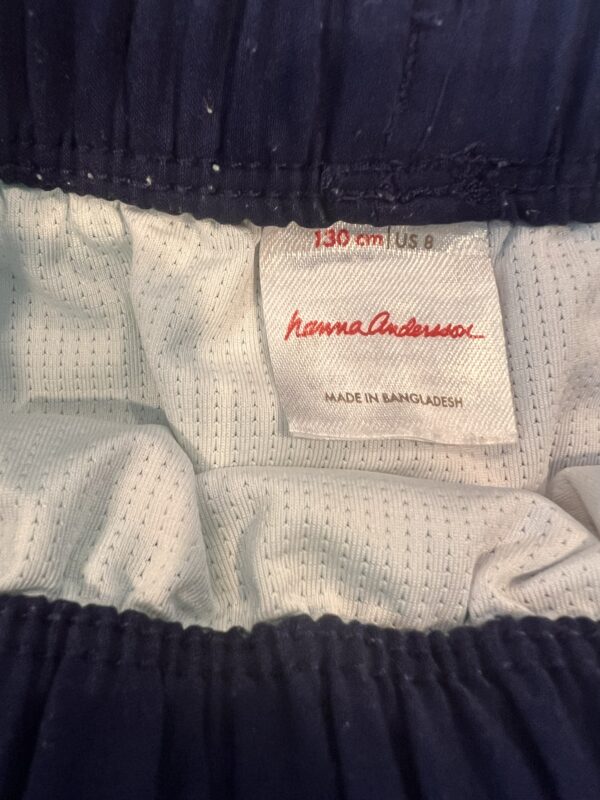 130 cm | US 8
hanna Andersson
MADE IN BANGLADESH